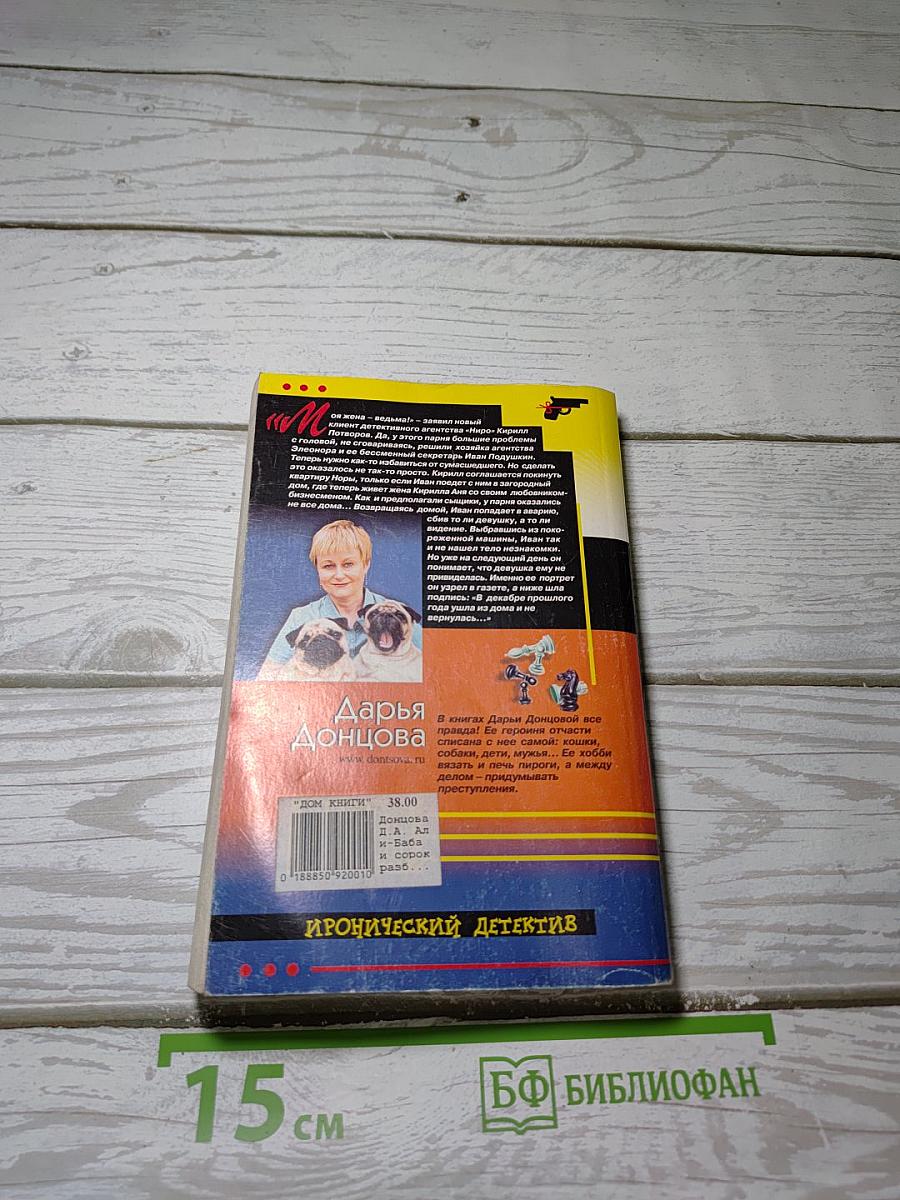 «Моя жена – ведьма!» – заявил новый
клиент детективного агентства «Ниро» Кирилл
Потворов. Да, у этого парня большие проблемы
с головой, не сговариваясь, решили хозяйка агентства
Элеонора и ее бессменный секретарь Иван Подушкин.
Теперь нужно как-то избавиться от сумасшедшего. Но сделать
это оказалось не так-то просто. Кирилл соглашается покинуть
квартиру Норы, только если Иван поедет с ним в загородный
дом, где теперь живет жена Кирилла Аня со своим любовником-
бизнесменом. Как и предполагали сыщики, у парня оказались
не все дома... Возвращаясь домой, Иван попадает в аварию,
сбив то ли девушку, а то ли
видение. Выбравшись из поко-
реженной машины, Иван так
и не нашел тело незнакомки.
Но уже на следующий день он
понимает, что девушка ему не
привиделась. Именно ее портрет
он узрел в газете, а ниже шла
подпись: «В декабре прошлого
года ушла из дома и не
вернулась...»
Дарья
Донцова
www.dontsova.ru
В книгах Дарьи Донцовой все
правда! Ее героиня отчасти
списана с нее самой: кошки,
собаки, дети, мужья... Ее хобби
вязать и печь пироги, а между
делом – придумывать
преступления.
"ДОМ КНИГИ" 38.00
Донцова
Д.А. Ал
и-Баба
и сорок
разб...
0 188850 920010
ИРОНИЧЕСКИЙ ДЕТЕКТИВ
15 см
БФ БИБЛИОФАН